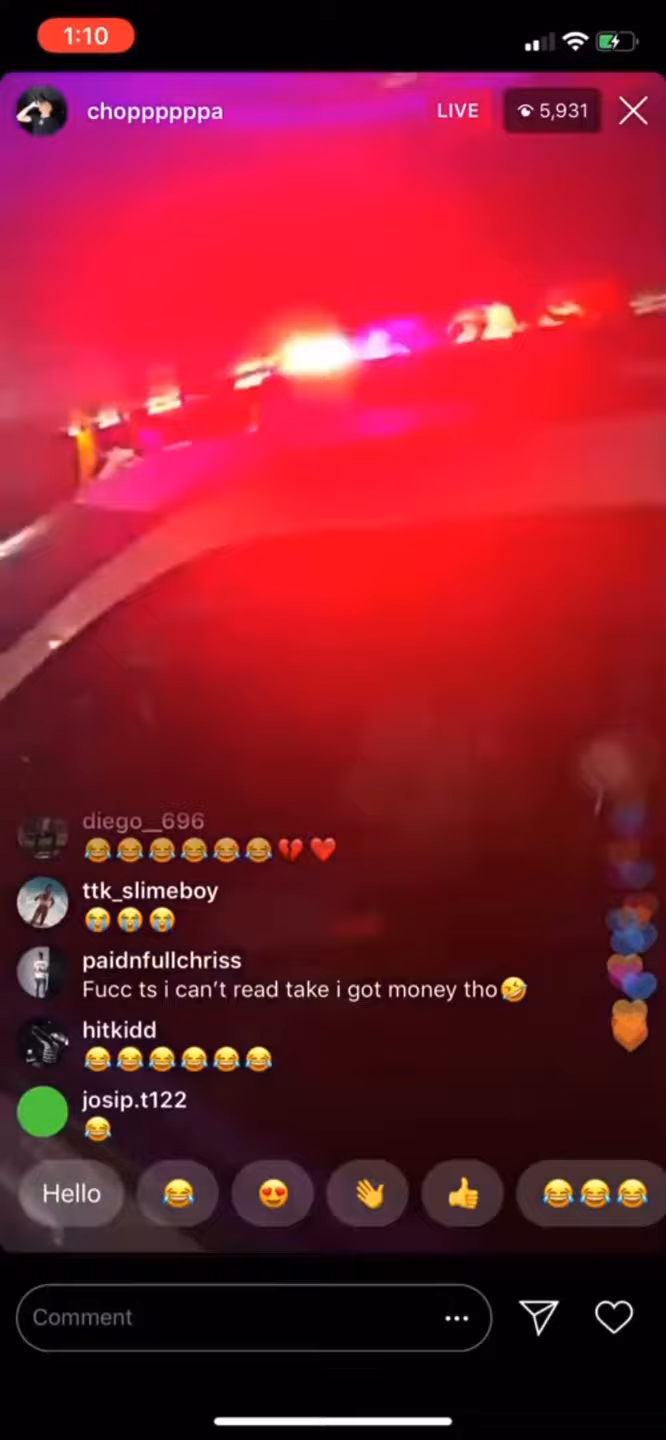 1:10
choppppppa
LIVE
5,931
diego__696
😂😂😂😂😂😂💔❤️
ttk_slimeboy
😭😭😭
paidnfullchriss
Fucc ts i can't read take i got money tho🤣
hitkidd
😂😂😂😂😂😂
josip.t122
😂
Hello 😂 😍 👋 👍 😂😂😂
Comment